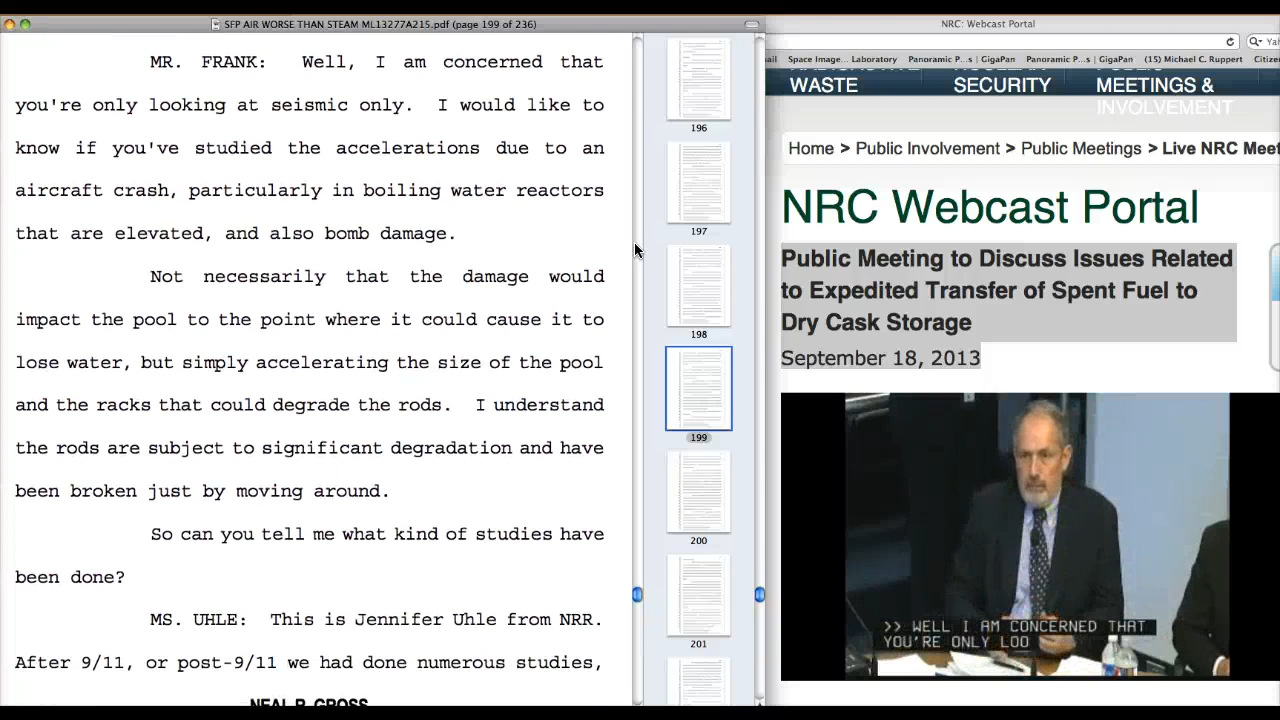 SFP AIR WORSE THAN STEAM ML13277A215.pdf (page 199 of 236)
MR. FRANK: Well, I am concerned that
you're only looking at seismic only. I would like to
know if you've studied the accelerations due to an
aircraft crash, particularly in boiling water reactors
that are elevated, and also bomb damage.
Not necessarily that the damage would
impact the pool to the point where it could cause it to
lose water, but simply accelerating the size of the pool
and the racks that could degrade the rod. I understand
the rods are subject to significant degradation and have
been broken just by moving around.
So can you tell me what kind of studies have
been done?
MS. UHLE: This is Jennifer Uhle from NRR.
After 9/11, or post-9/11 we had done numerous studies,
196
197
198
199
200
201
NRC: Webcast Portal
Space Image... Laboratory Panoramic P...s | GigaPan Panoramic P...s | GigaPan (15) Michael C. Ruppert
WASTE SECURITY MEETINGS &
Home > Public Involvement > Public Meetings > Live NRC Meet
NRC Webcast Portal
Public Meeting to Discuss Issues Related
to Expedited Transfer of Spent Fuel to
Dry Cask Storage
September 18, 2013
>> WELL I AM CONCERNED THAT
YOU'RE ONLY LOO